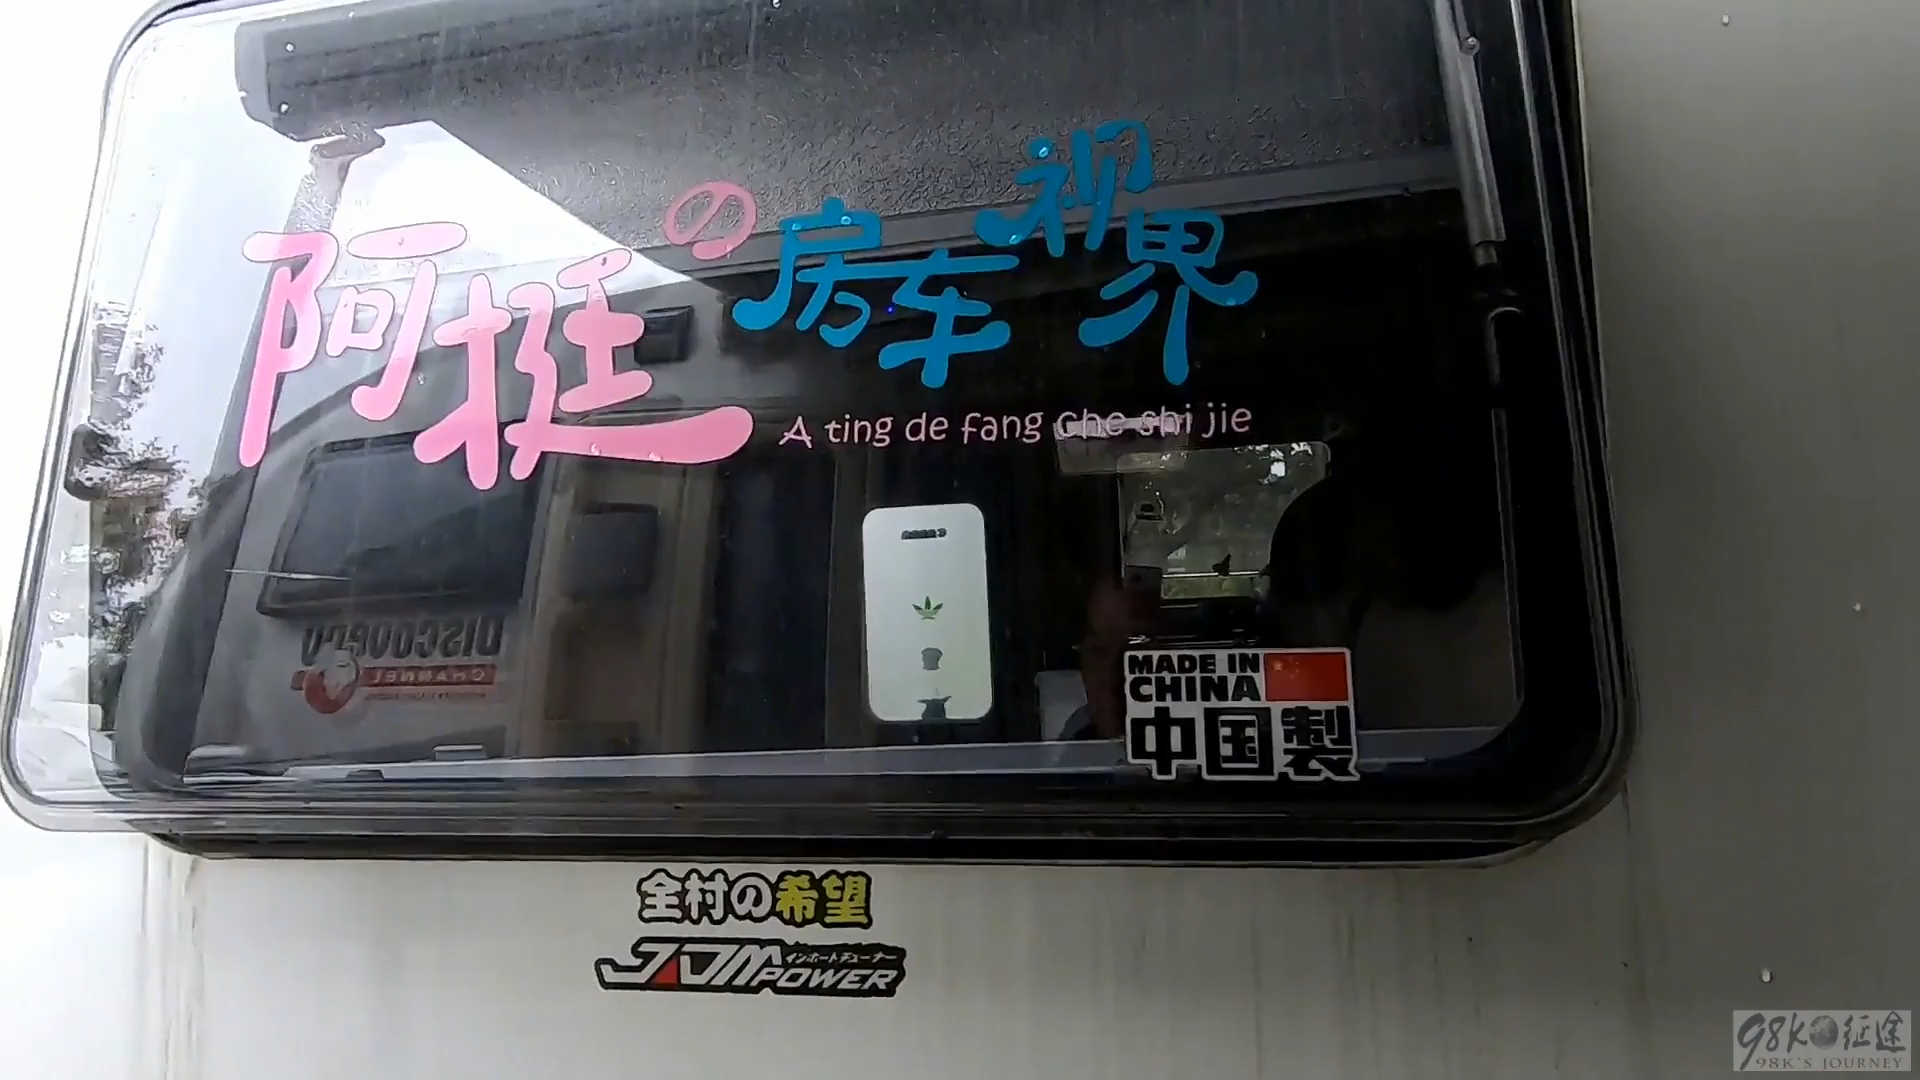 阿挺の房车视界
A ting de fang che shi jie
DISCOVERY
CHANNEL
MADE IN
CHINA
中国製
全村の希望
JDM インポートチューナー
POWER
98K征途
98K'S JOURNEY